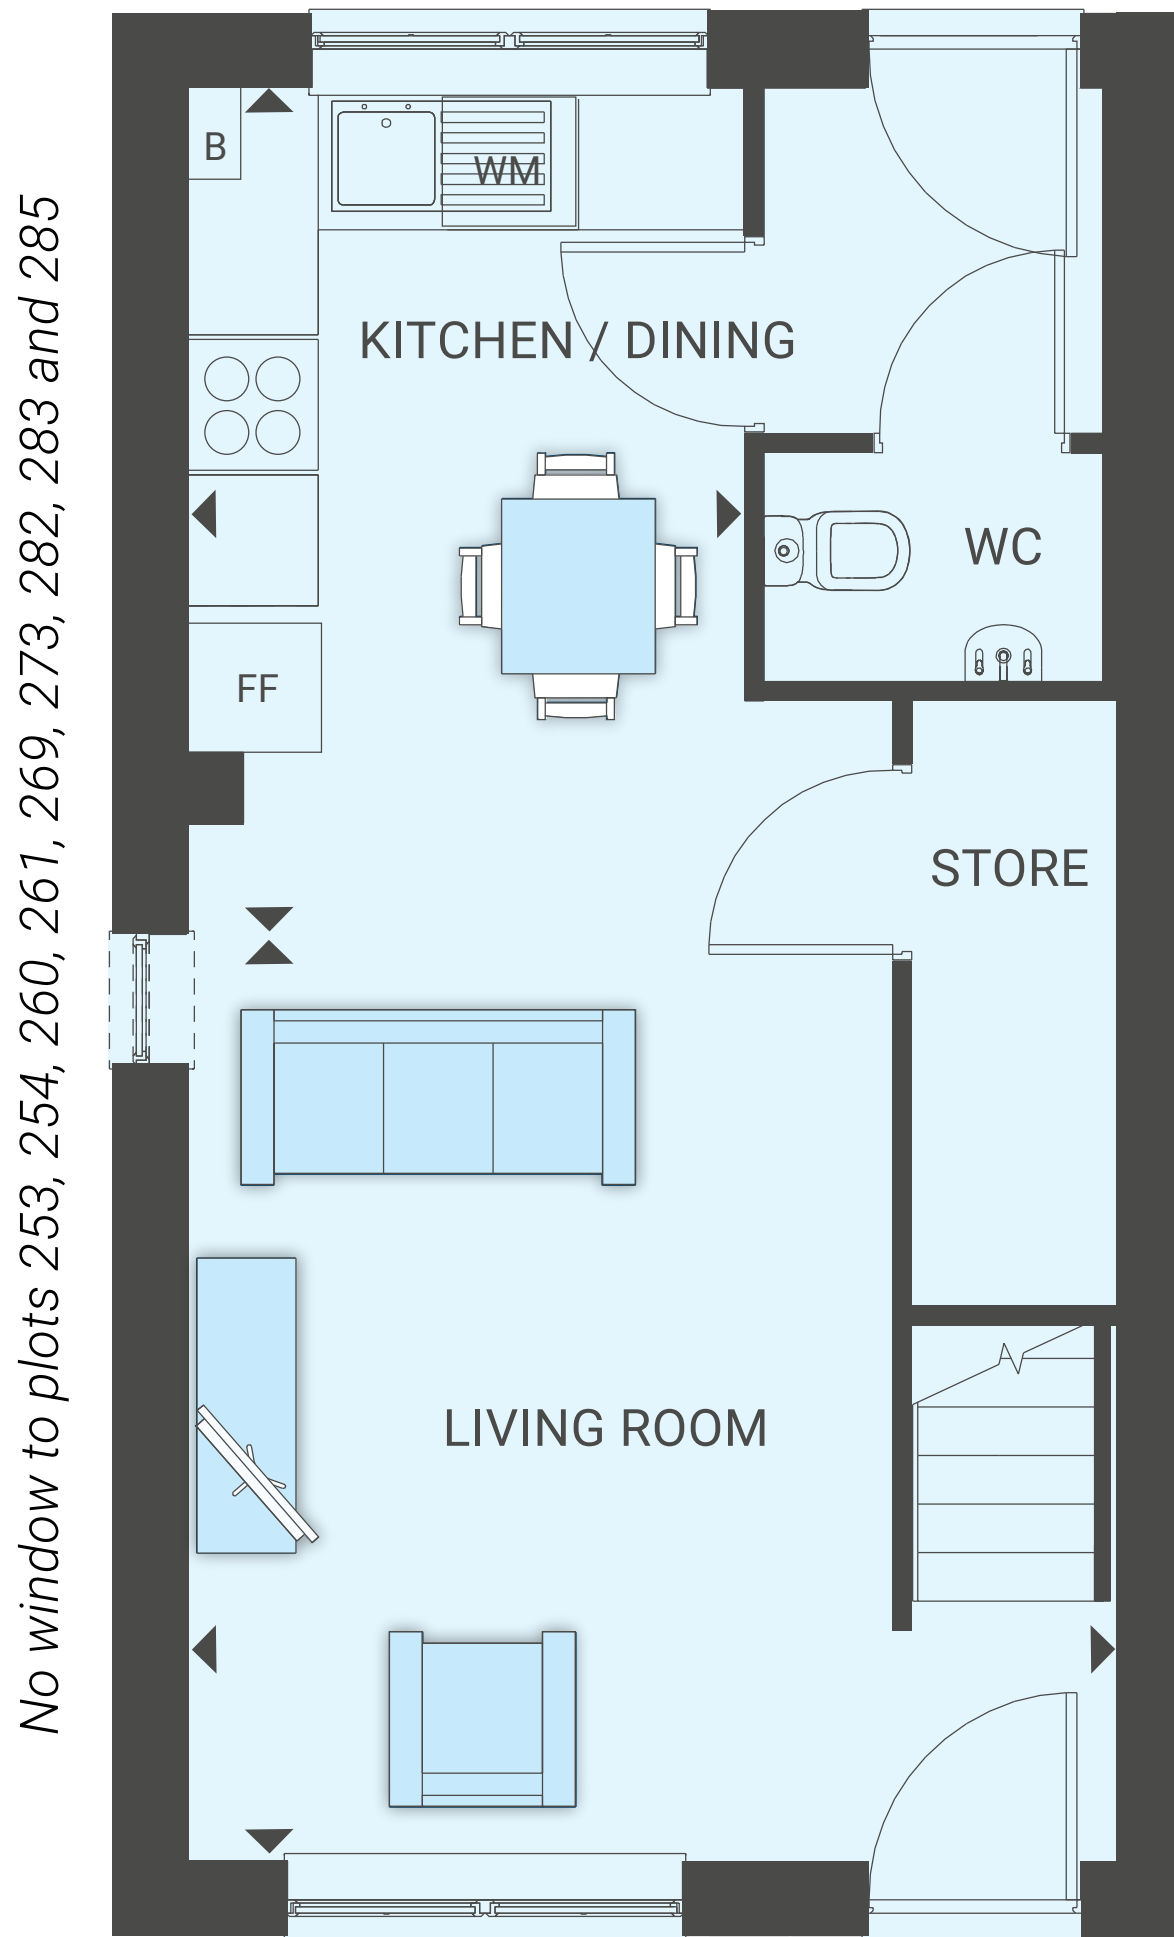 No window to plots 253, 254, 260, 261, 269, 273, 282, 283 and 285
B
WM
KITCHEN / DINING
WC
FF
STORE
LIVING ROOM